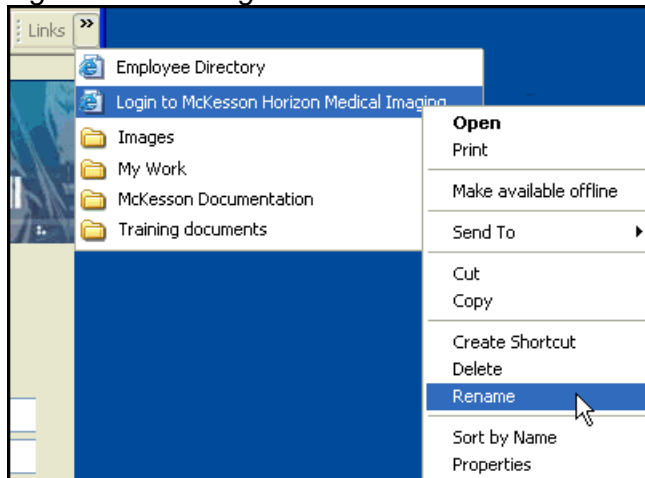 Links
Employee Directory
Login to McKesson Horizon Medical Imaging
Images
My Work
McKesson Documentation
Training documents
Open
Print
Make available offline
Send To
Cut
Copy
Create Shortcut
Delete
Rename
Sort by Name
Properties